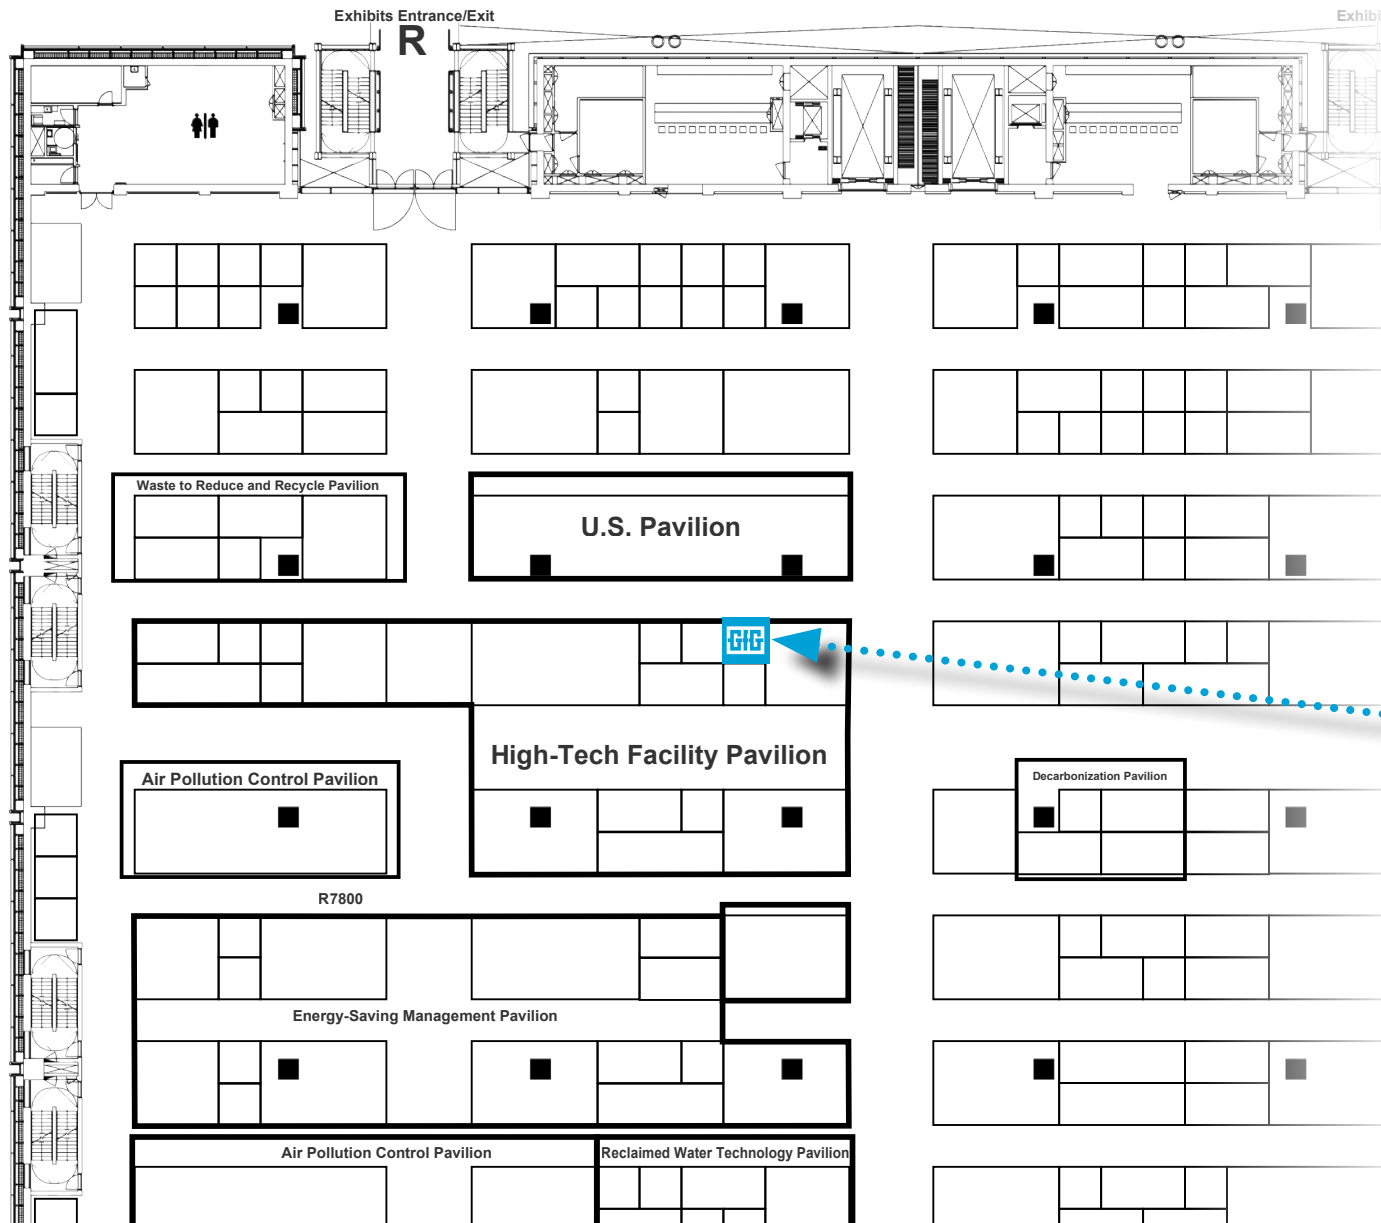 Exhibits Entrance/Exit
Exhibi
R
Waste to Reduce and Recycle Pavilion
U.S. Pavilion
GfG
High-Tech Facility Pavilion
Air Pollution Control Pavilion
Decarbonization Pavilion
R7800
Energy-Saving Management Pavilion
Air Pollution Control Pavilion
Reclaimed Water Technology Pavilion